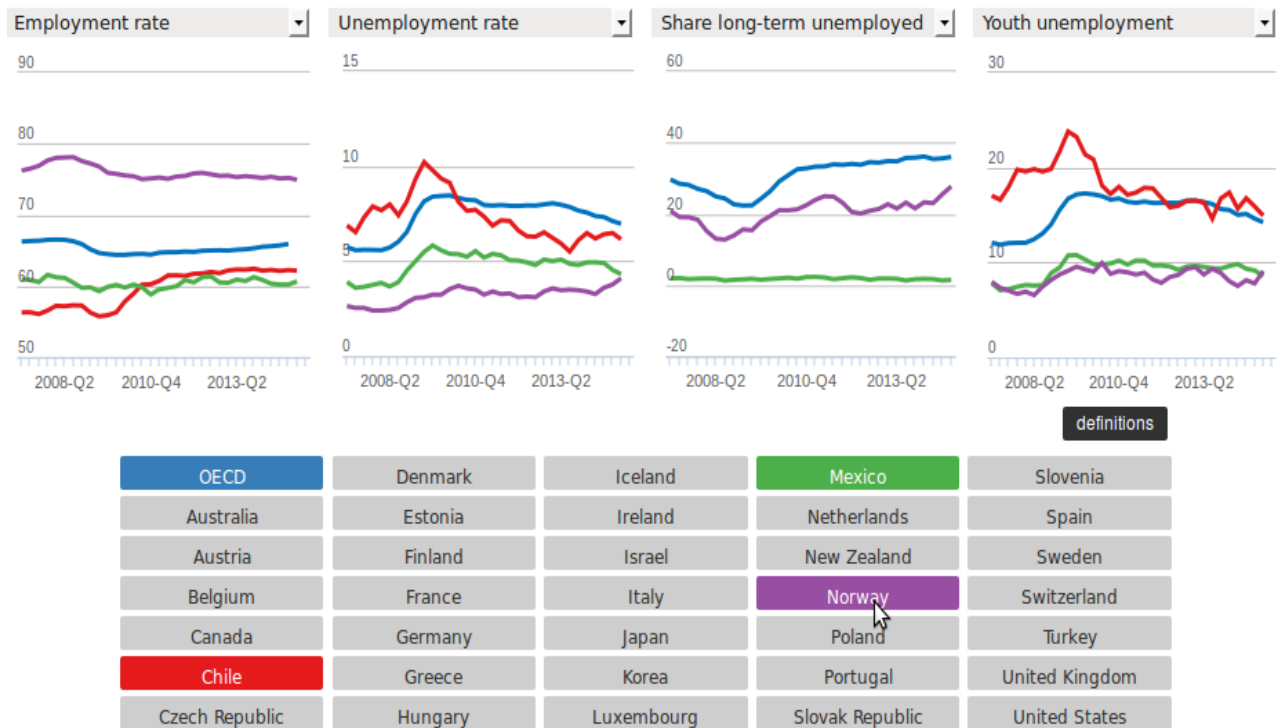 Employment rate Unemployment rate Share long-term unemployed Youth unemployment
90 15 60 30
80 10 40 20
70 5 20 10
60 0 0 0
50 -20
2008-Q2 2010-Q4 2013-Q2 2008-Q2 2010-Q4 2013-Q2 2008-Q2 2010-Q4 2013-Q2 2008-Q2 2010-Q4 2013-Q2
definitions
OECD Denmark Iceland Mexico Slovenia
Australia Estonia Ireland Netherlands Spain
Austria Finland Israel New Zealand Sweden
Belgium France Italy Norway Switzerland
Canada Germany Japan Poland Turkey
Chile Greece Korea Portugal United Kingdom
Czech Republic Hungary Luxembourg Slovak Republic United States